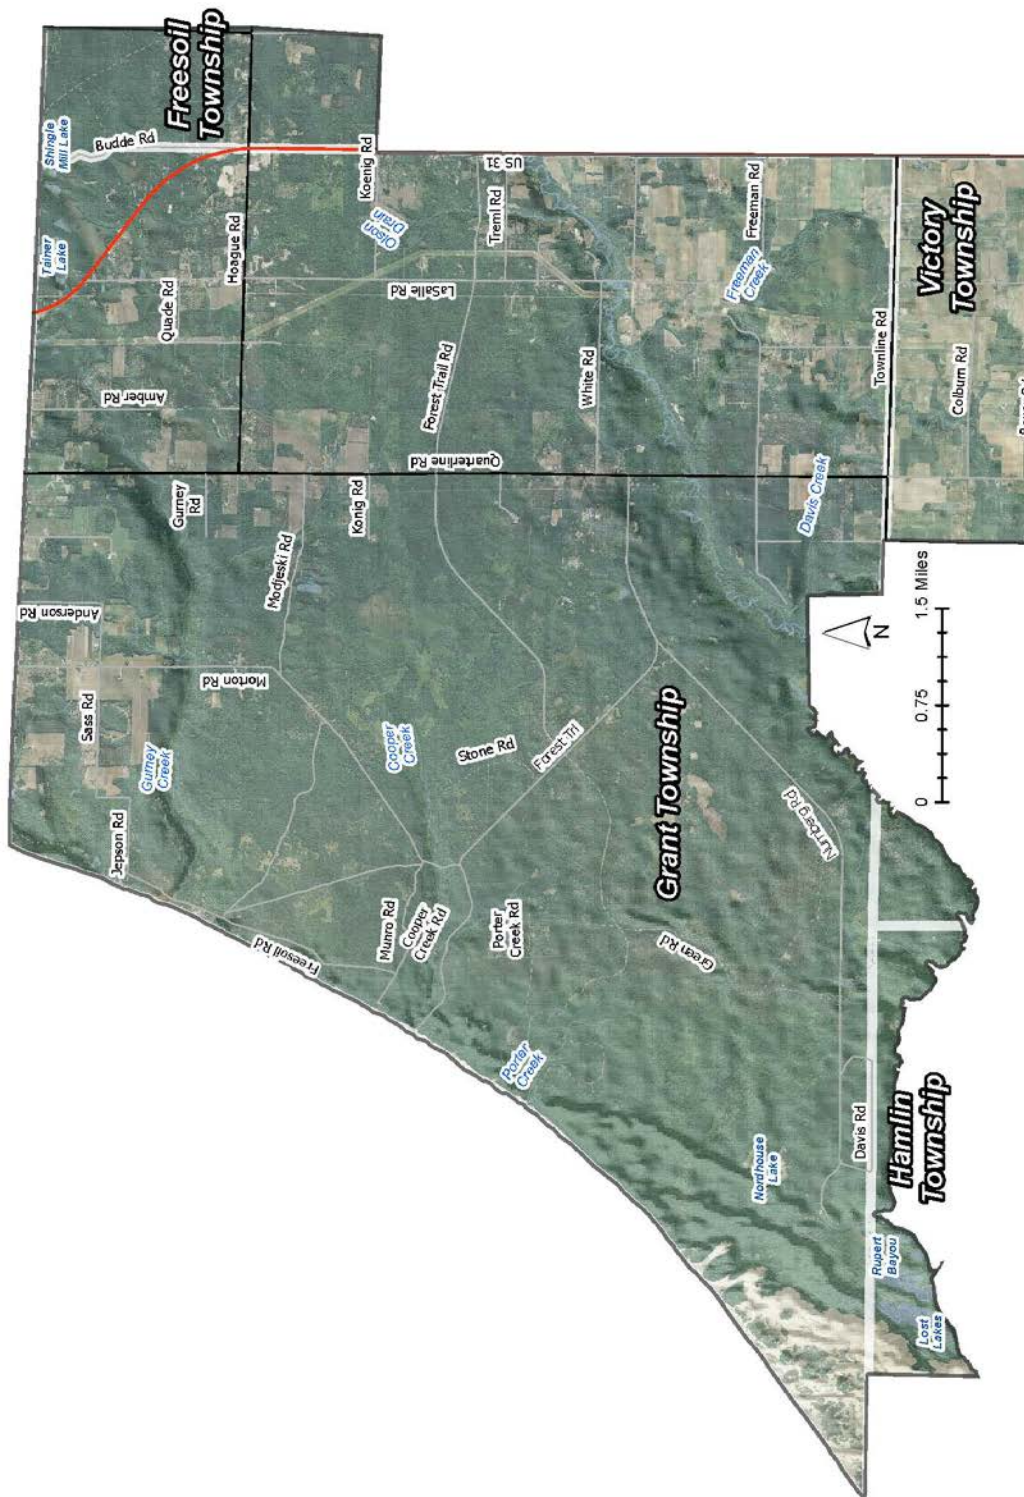 Freesoil
Township
Shingle
Mill Lake
Budde Rd
Tainer
Lake
Hoague Rd
Koenig Rd
Olson
Drain
US 31
Treml Rd
Quade Rd
LaSalle Rd
Freeman Rd
Freeman
Creek
Victory
Township
Amber Rd
Forest Trail Rd
White Rd
Townline Rd
Colburn Rd
Quarterline Rd
Gurney
Rd
Konig Rd
Davis Creek
Modjeski Rd
Anderson Rd
Morton Rd
Sass Rd
Gurney
Creek
Cooper
Creek
Stone Rd
Forest Trl
Grant Township
Nurnberg Rd
N
0 0.75 1.5 Miles
Jepson Rd
Freesoil Rd
Munro Rd
Cooper
Creek Rd
Porter
Creek Rd
Green Rd
Porter
Creek
Nordhouse
Lake
Davis Rd
Hamlin
Township
Rupert
Bayou
Lost
Lakes